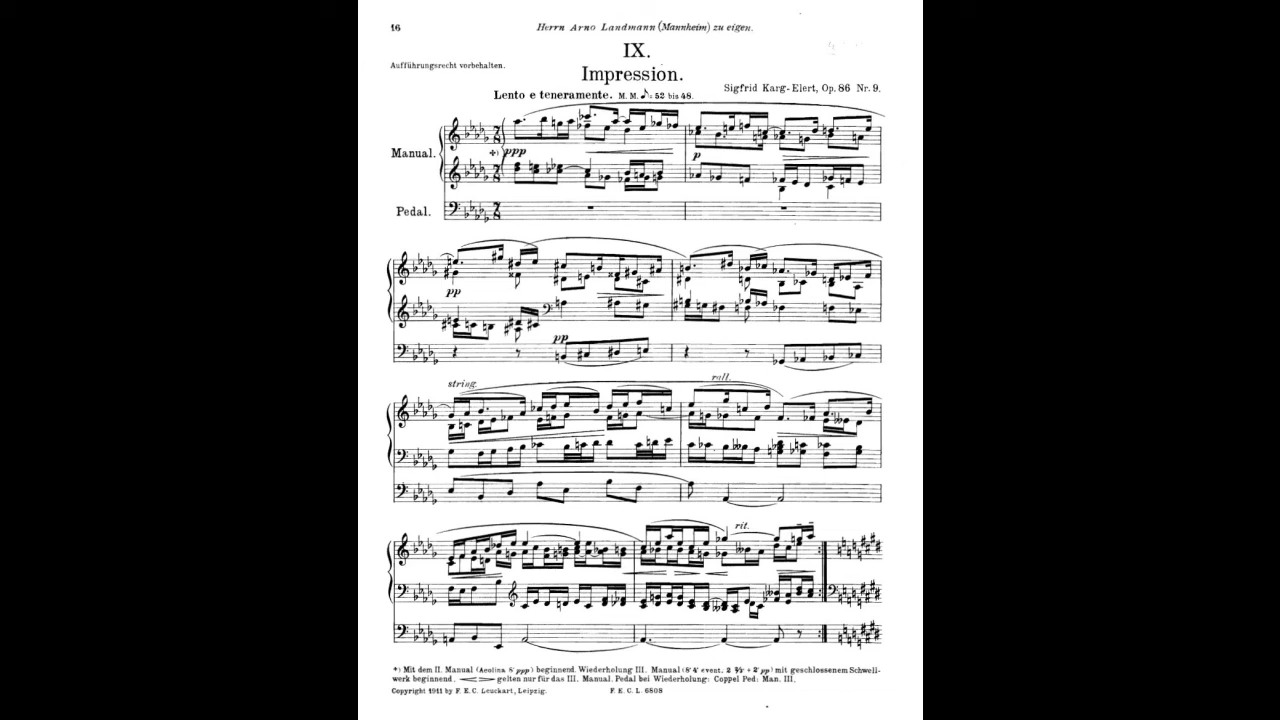 16
Herrn Arno Landmann (Mannheim) zu eigen.
IX.
Aufführungsrecht vorbehalten.
Impression.
Sigfrid Karg-Elert, Op. 86 Nr. 9.
Lento e teneramente. M. M. ♪= 52 bis 48.
Manual.
+) ppp
p
Pedal.
pp
pp
string.
rall.
rit.
+) Mit dem II. Manual (Aeolina 8' ppp) beginnend. Wiederholung III. Manual (8' 4' event. 2 2/3' + 2' pp) mit geschlossenem Schwell-
werk beginnend. <> gelten nur für das III. Manual. Pedal bei Wiederholung: Coppel Ped: Man. III.
Copyright 1911 by F. E. C. Leuckart, Leipzig.
F. E. C. L. 6808